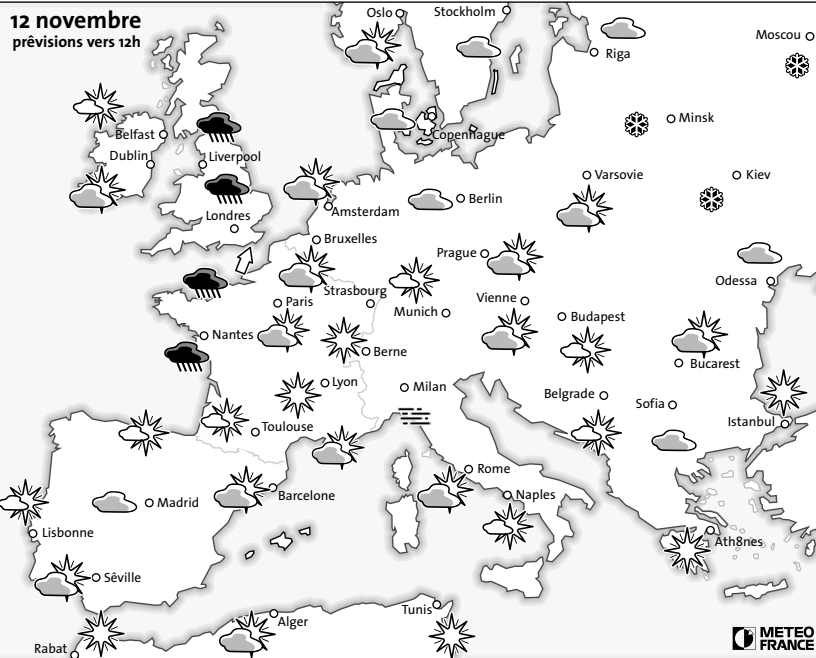 12 novembre
prêvisions vers 12h
Oslo
Stockholm
Riga
Moscou
Minsk
Belfast
Copenhague
Dublin
Liverpool
Varsovie
Kiev
Londres
Amsterdam
Berlin
Bruxelles
Prague
Odessa
Strasbourg
Paris
Vienne
Munich
Budapest
Nantes
Berne
Bucarest
Lyon
Milan
Belgrade
Sofia
Istanbul
Toulouse
Rome
Barcelone
Naples
Madrid
Lisbonne
Ath8nes
Sêville
Tunis
Alger
Rabat
METEO
FRANCE